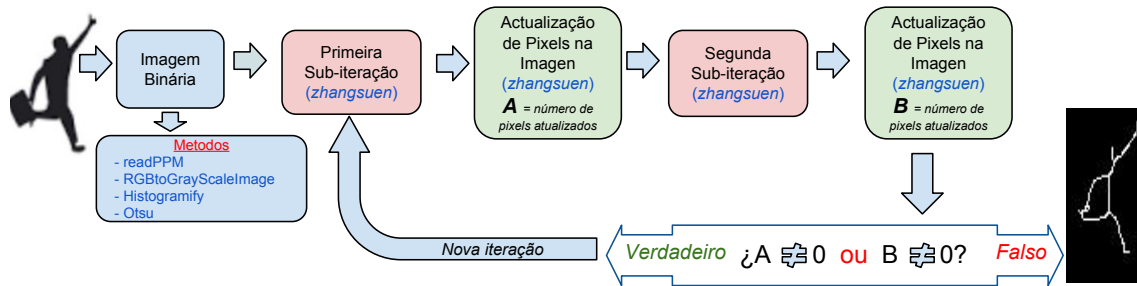 Imagem
Binária
Metodos
- readPPM
- RGBtoGrayScaleImage
- Histogramify
- Otsu
Primeira
Sub-iteração
(zhangsuen)
Actualização
de Pixels na
Imagen
(zhangsuen)
A = número de
pixels atualizados
Segunda
Sub-iteração
(zhangsuen)
Actualização
de Pixels na
Imagen
(zhangsuen)
B = número de
pixels atualizados
Nova iteração
Verdadeiro ¿A ≠ 0 ou B ≠ 0? Falso